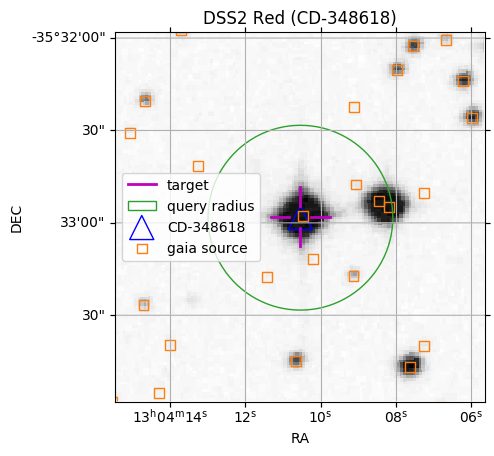 DSS2 Red (CD-348618)
-35°32'00"
30"
33'00"
30"
DEC
target
query radius
CD-348618
gaia source
13ʰ04ᵐ14ˢ
12ˢ
10ˢ
08ˢ
06ˢ
RA